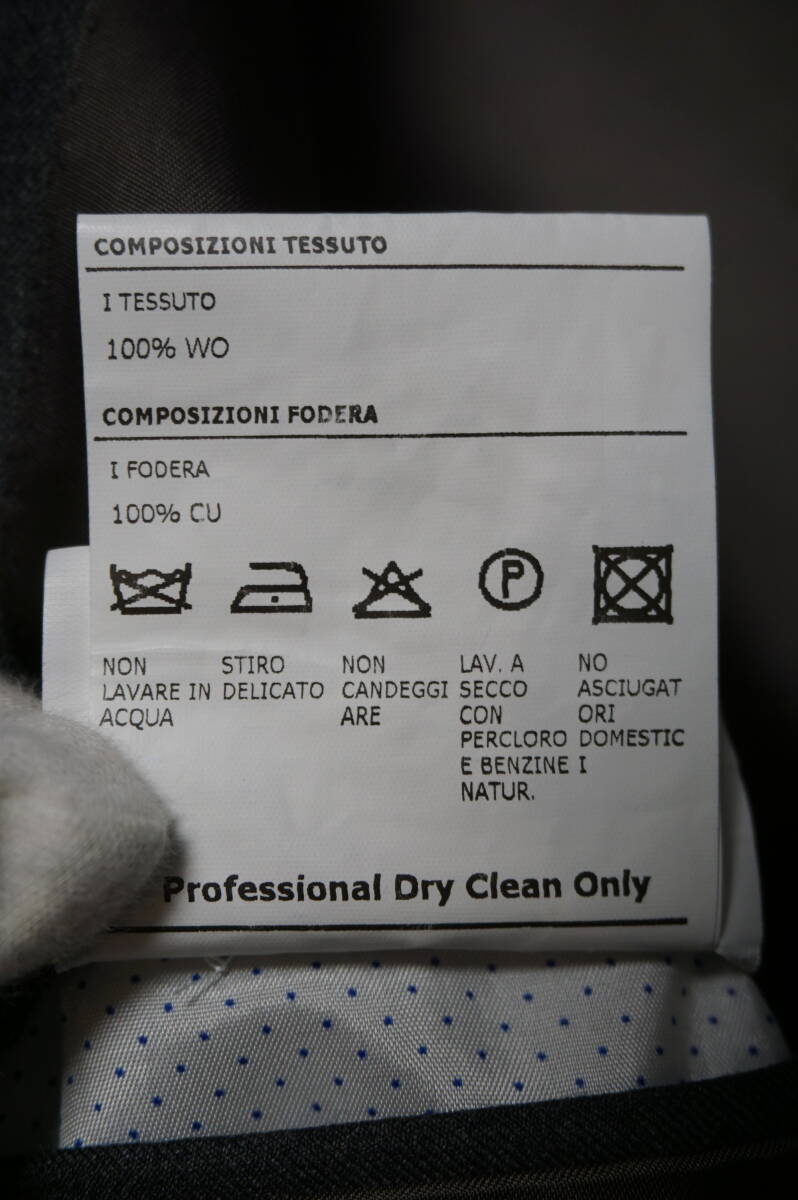 COMPOSIZIONI TESSUTO
I TESSUTO
100% WO
COMPOSIZIONI FODERA
I FODERA
100% CU
P
NON
LAVARE IN
ACQUA
STIRO
DELICATO
NON
CANDEGGI
ARE
LAV. A
SECCO
CON
PERCLORO
E BENZINE
NATUR.
NO
ASCIUGAT
ORI
DOMESTIC
I
Professional Dry Clean Only